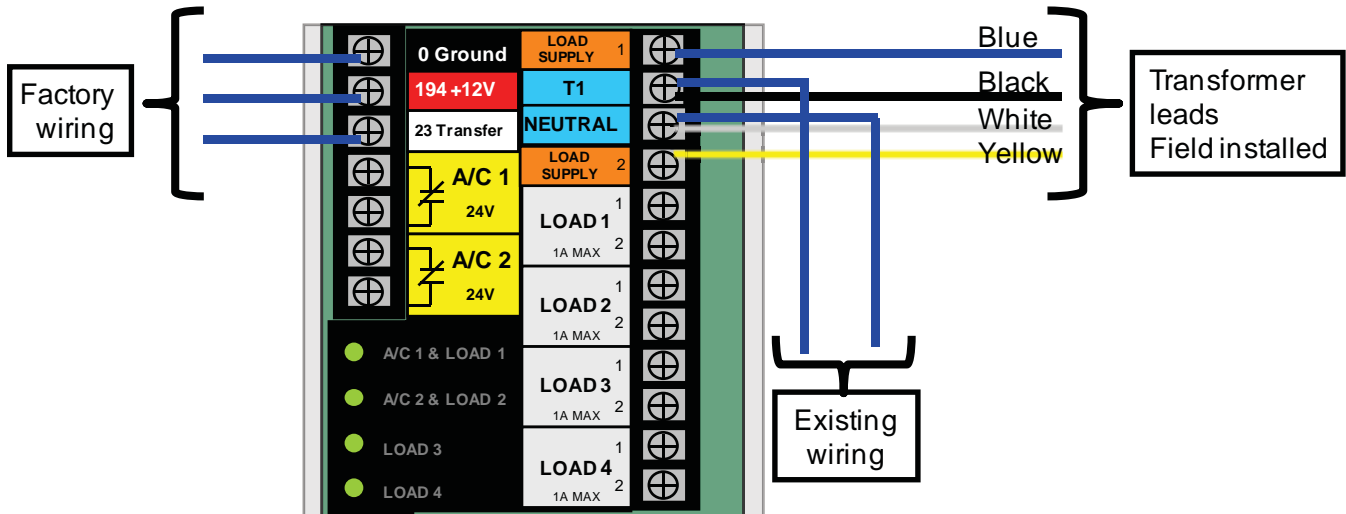 Factory
wiring
0 Ground
194 +12V
23 Transfer
A/C 1
24V
A/C 2
24V
LOAD
SUPPLY 1
T1
NEUTRAL
LOAD
SUPPLY 2
LOAD 1
1A MAX
1
2
LOAD 2
1A MAX
1
2
LOAD 3
1A MAX
1
2
LOAD 4
1A MAX
1
2
A/C 1 & LOAD 1
A/C 2 & LOAD 2
LOAD 3
LOAD 4
Blue
Black
White
Yellow
Transformer
leads
Field installed
Existing
wiring